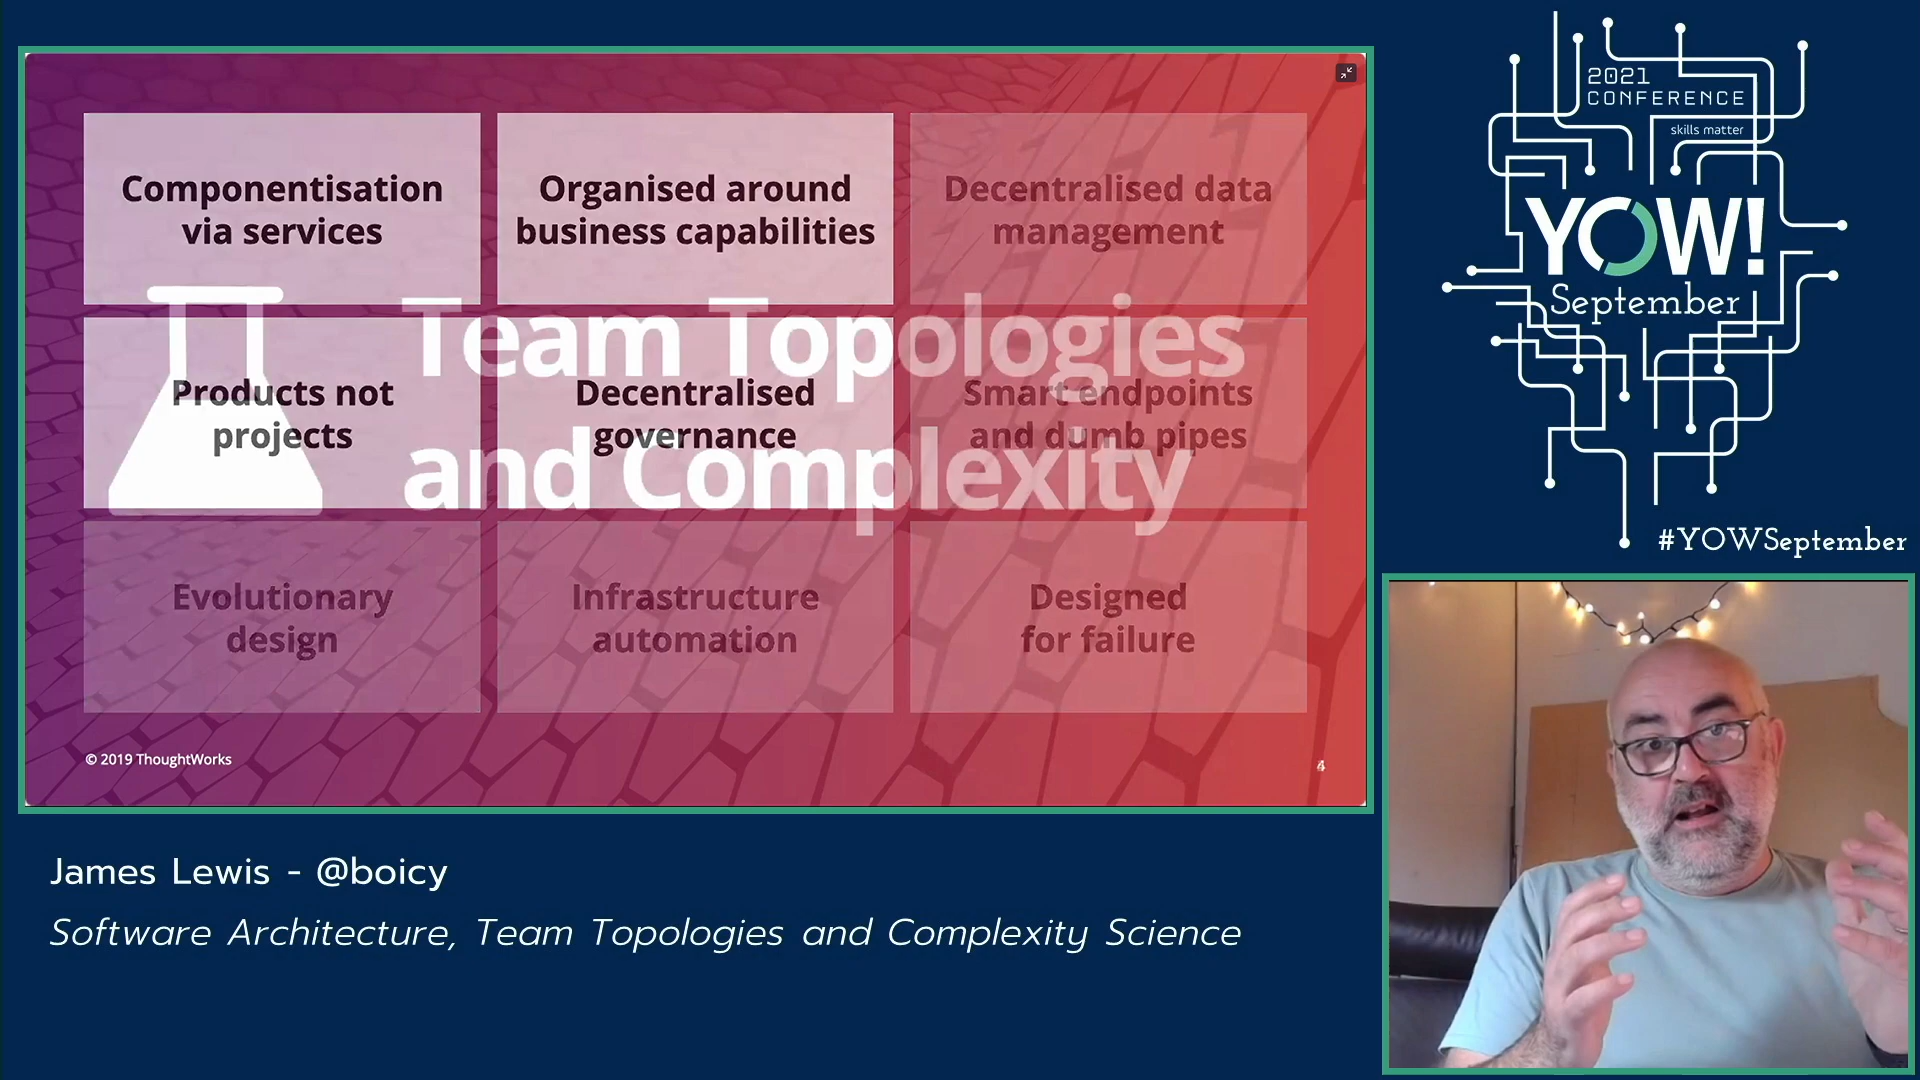 Componentisation
via services
Organised around
business capabilities
Decentralised data
management
Team Topologies
and Complexity
Products not
projects
Decentralised
governance
Smart endpoints
and dumb pipes
Evolutionary
design
Infrastructure
automation
Designed
for failure
© 2019 ThoughtWorks
2021
CONFERENCE
skills matter
YOW!
September
#YOWSeptember
James Lewis - @boicy
Software Architecture, Team Topologies and Complexity Science